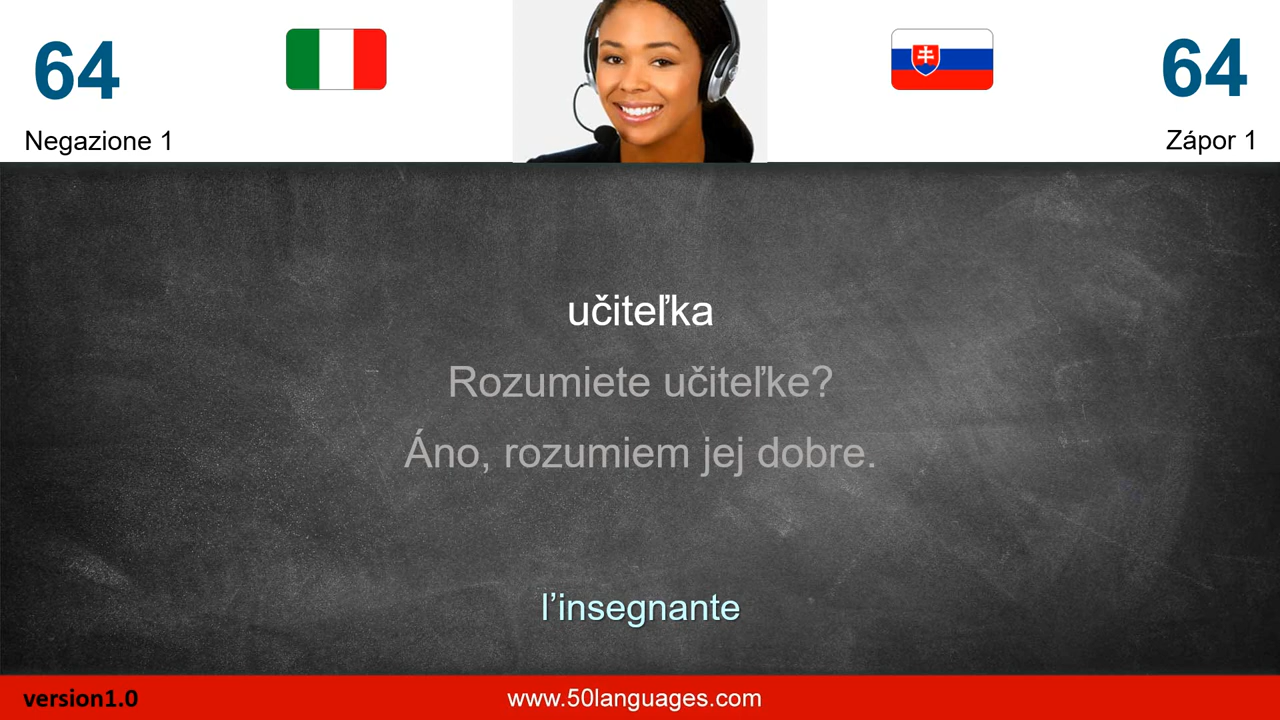 64
64
Negazione 1
Zápor 1
učiteľka
Rozumiete učiteľke?
Áno, rozumiem jej dobre.
l’insegnante
version1.0
www.50languages.com